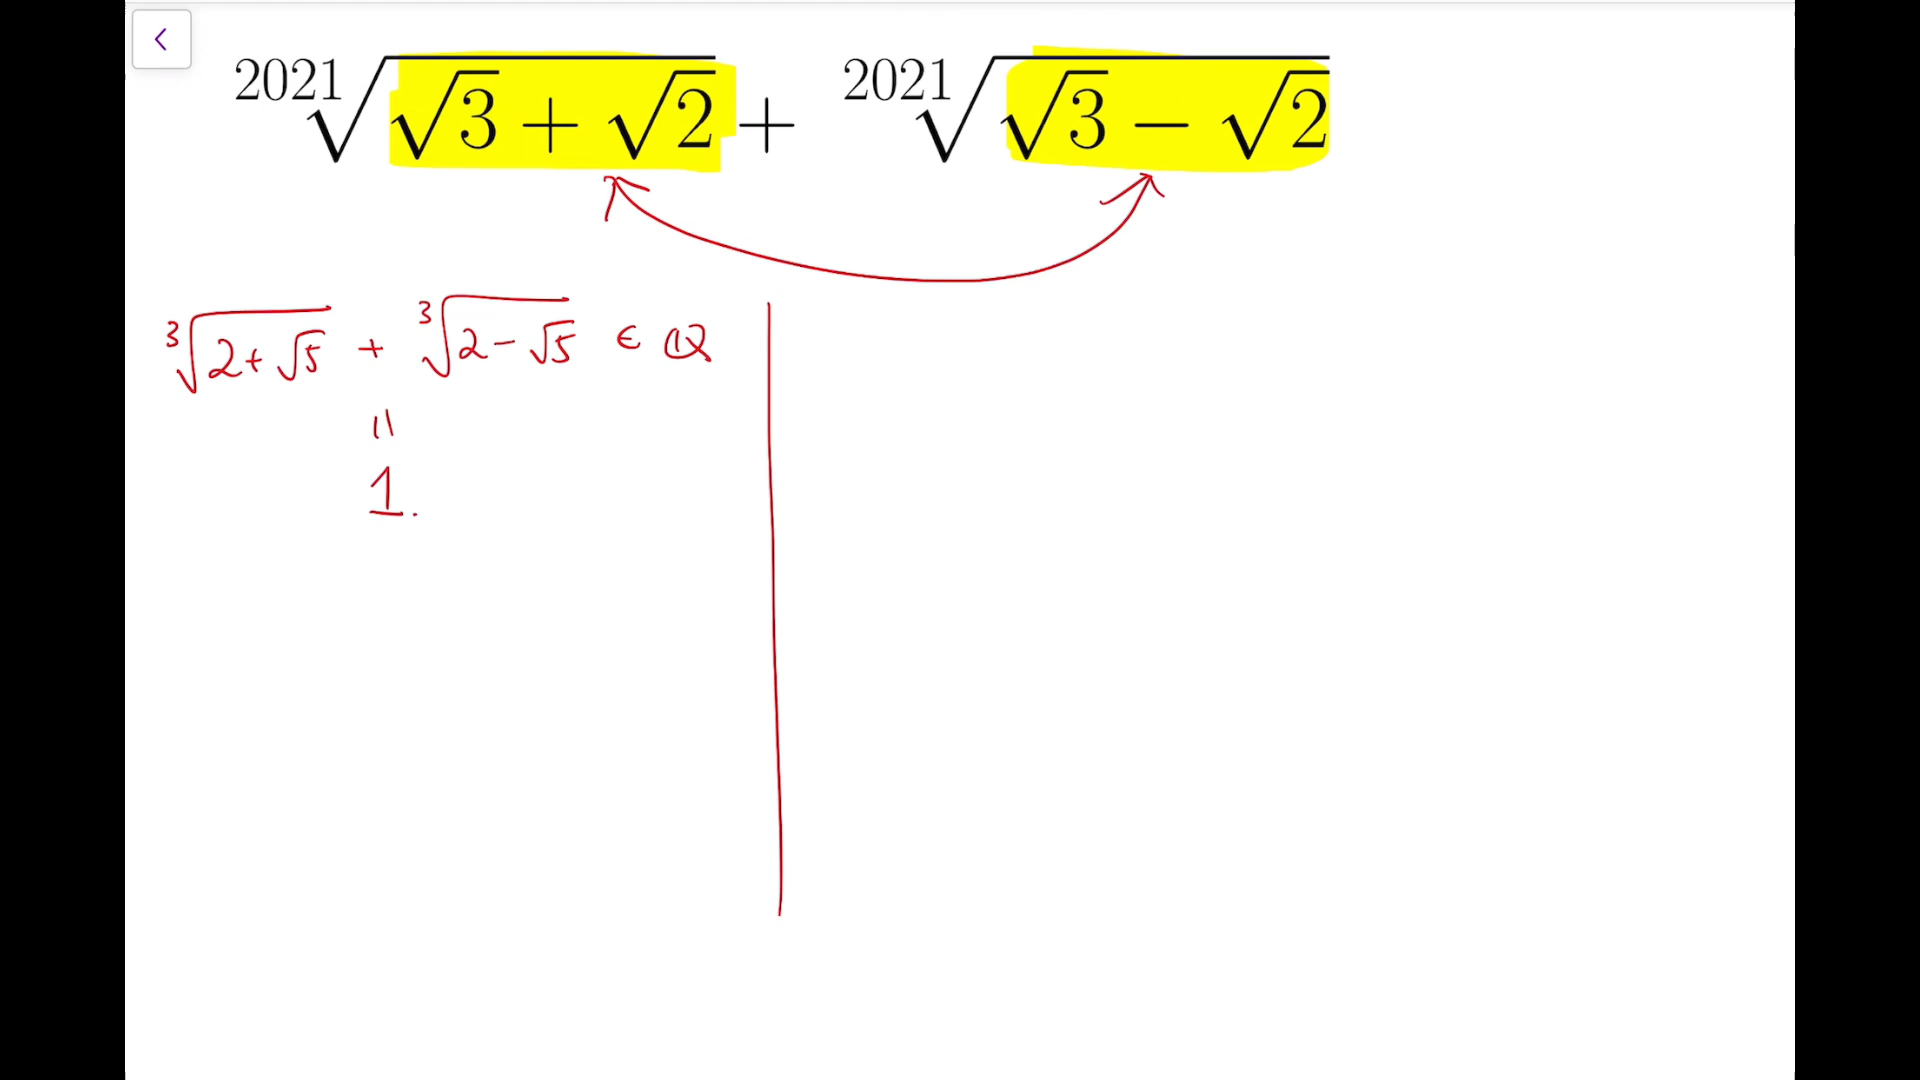 2021√(√3 + √2) + 2021√(√3 − √2)
3√(2+√5) + 3√(2-√5) ∈ ℚ
=
1.